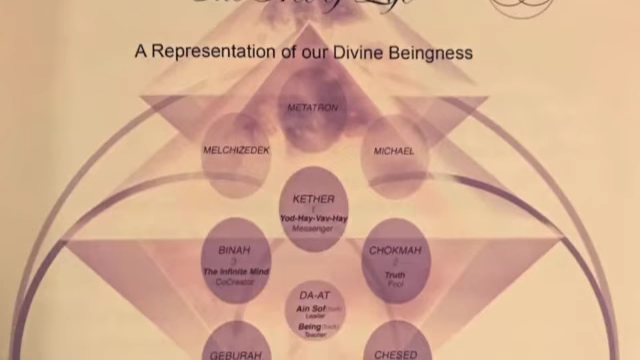 A Representation of our Divine Beingness
METATRON
MELCHIZEDEK
MICHAEL
KETHER
1
Yod-Hay-Vav-Hay
Messenger
BINAH
3
The Infinite Mind
CoCreator
CHOKMAH
2
Truth
Fool
DA-AT
Ain Sof
Leader
Being
Teacher
GEBURAH
CHESED